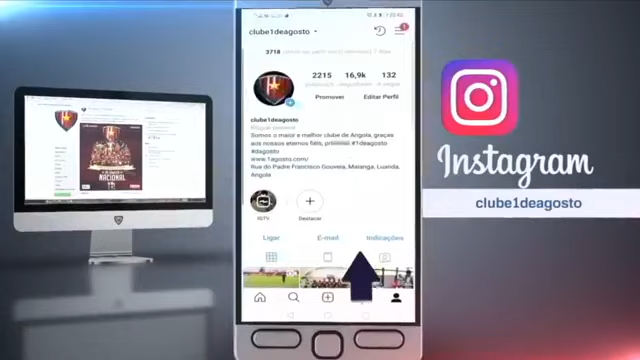 clube1deagosto
3718
2215 16,9k 132
Promover Editar Perfil
clube1deagosto
Somos o maior e melhor clube de Angola, graças
aos nossos eternos fiéis, #1deagosto
#dagosto
www.1agosto.com/
Rua do Padre Francisco Gouveia, Maianga, Luanda,
Angola
IGTV Destacar
Ligar E-mail Indicações
NACIONAL
Instagram
clube1deagosto